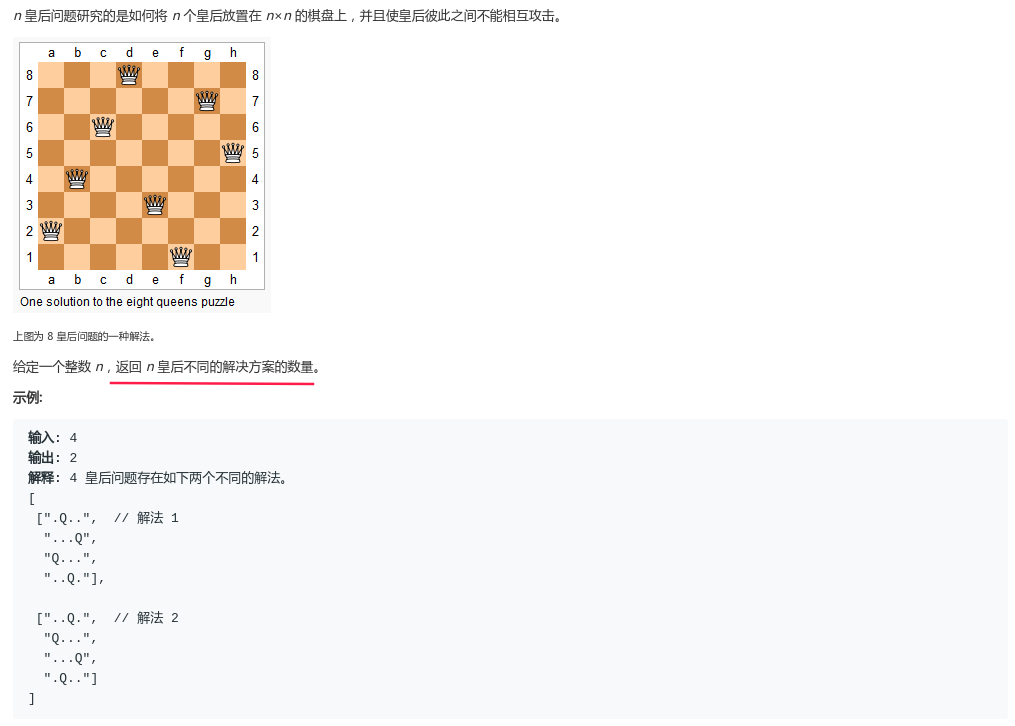 n 皇后问题研究的是如何将 n 个皇后放置在 n×n 的棋盘上，并且使皇后彼此之间不能相互攻击。
a b c d e f g h
8 8
7 7
6 6
5 5
4 4
3 3
2 2
1 1
a b c d e f g h
One solution to the eight queens puzzle
上图为 8 皇后问题的一种解法。
给定一个整数 n，返回 n 皇后不同的解决方案的数量。
示例:
输入: 4
输出: 2
解释: 4 皇后问题存在如下两个不同的解法。
[
 [".Q..",  // 解法 1
  "...Q",
  "Q...",
  "..Q."],
 ["..Q.",  // 解法 2
  "Q...",
  "...Q",
  ".Q.."]
]